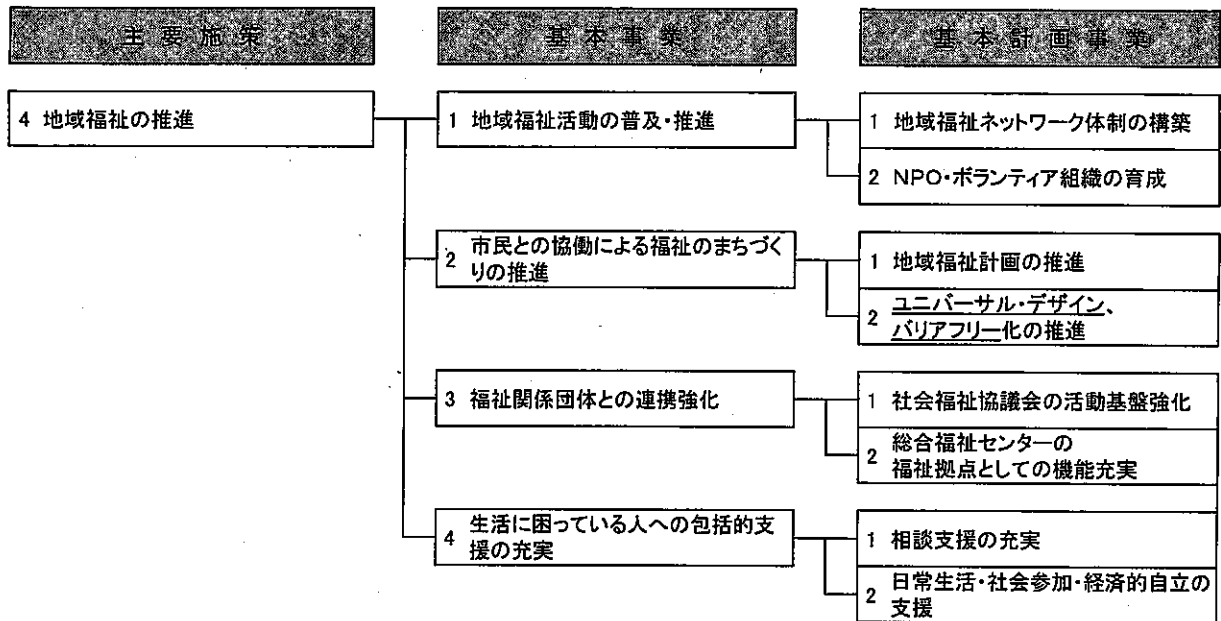 主要施策
基本事業
基本計画事業
4 地域福祉の推進
1 地域福祉活動の普及・推進
1 地域福祉ネットワーク体制の構築
2 NPO・ボランティア組織の育成
2 市民との協働による福祉のまちづく
りの推進
1 地域福祉計画の推進
2 ユニバーサル・デザイン、
バリアフリー化の推進
3 福祉関係団体との連携強化
1 社会福祉協議会の活動基盤強化
2 総合福祉センターの
福祉拠点としての機能充実
4 生活に困っている人への包括的支
援の充実
1 相談支援の充実
2 日常生活・社会参加・経済的自立の
支援